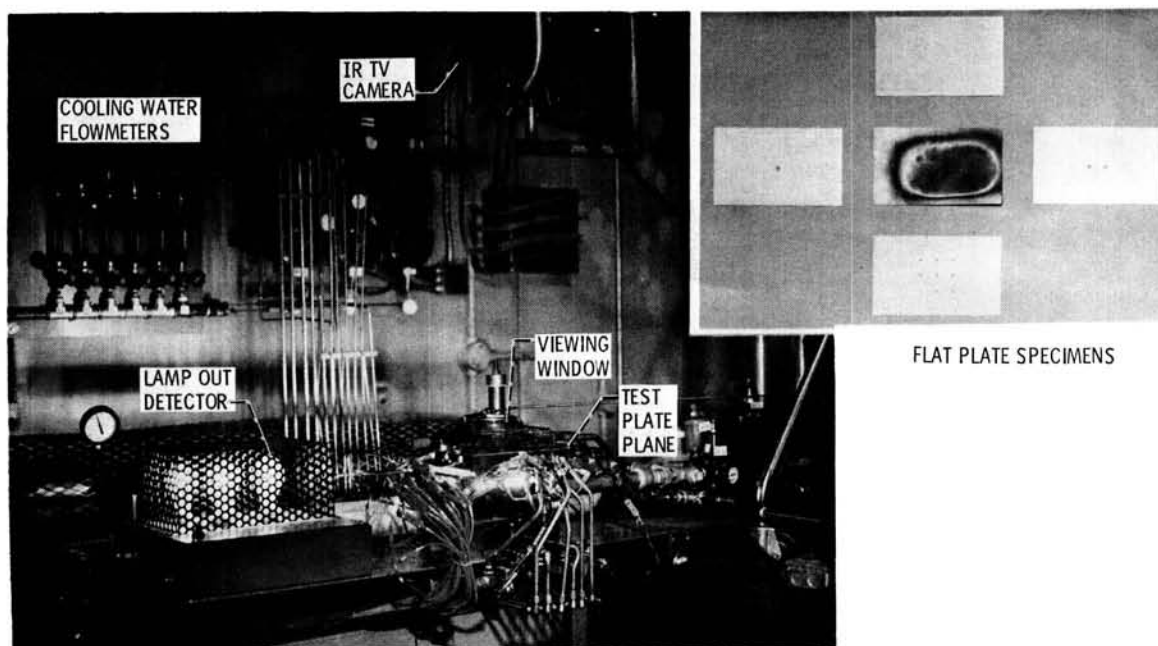 IR TV
CAMERA
COOLING WATER
FLOWMETERS
VIEWING
WINDOW
LAMP OUT
DETECTOR
TEST
PLATE
PLANE
FLAT PLATE SPECIMENS